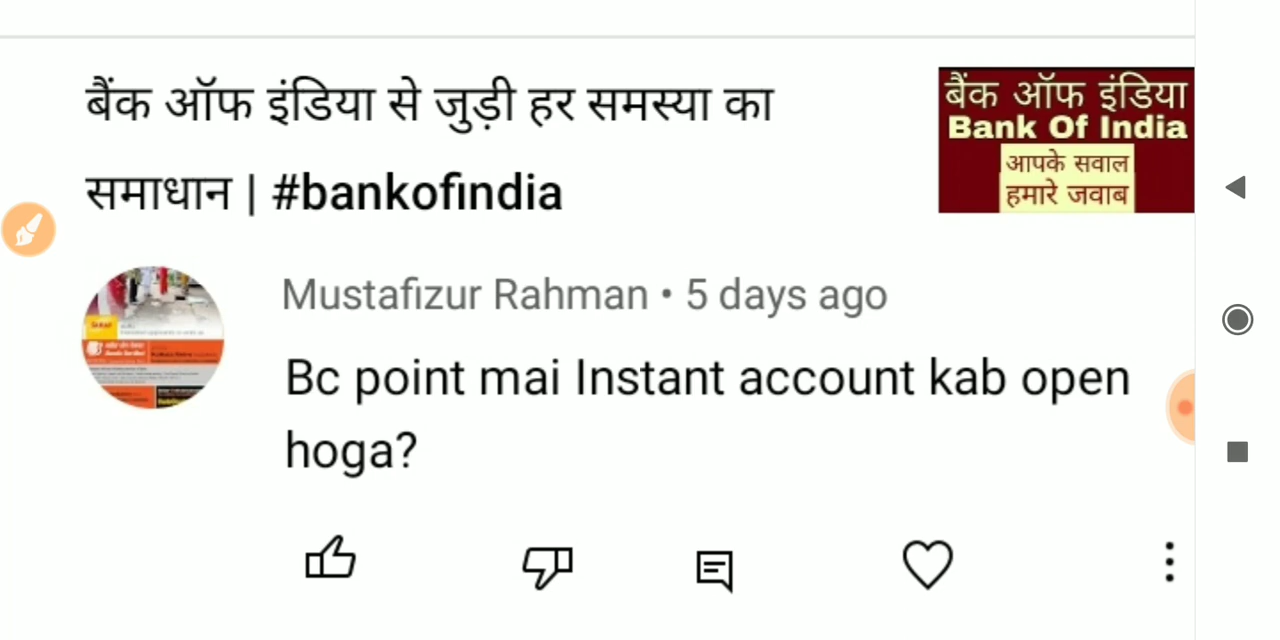 बैंक ऑफ इंडिया से जुड़ी हर समस्या का
समाधान | #bankofindia
बैंक ऑफ इंडिया
Bank Of India
आपके सवाल
हमारे जवाब
Mustafizur Rahman • 5 days ago
Bc point mai Instant account kab open
hoga?